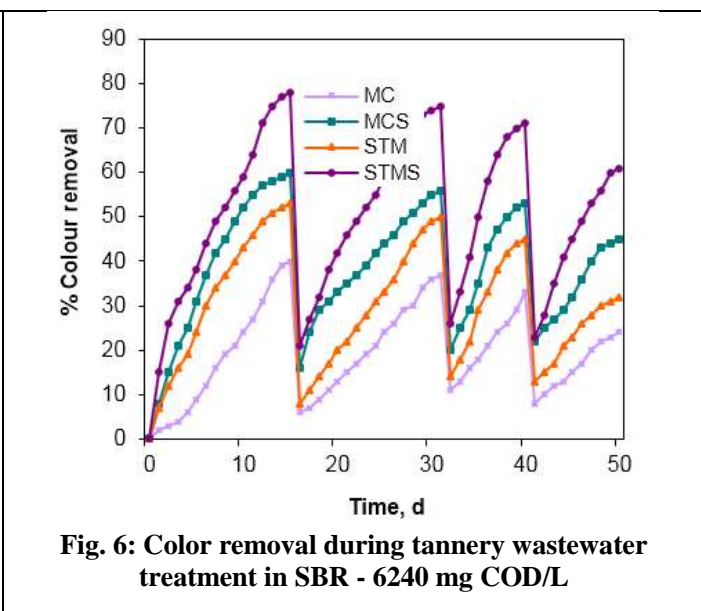 90
80
70
60
50
40
30
20
10
0
% Colour removal
MC
MCS
STM
STMS
0 10 20 30 40 50
Time, d
Fig. 6: Color removal during tannery wastewater
treatment in SBR - 6240 mg COD/L